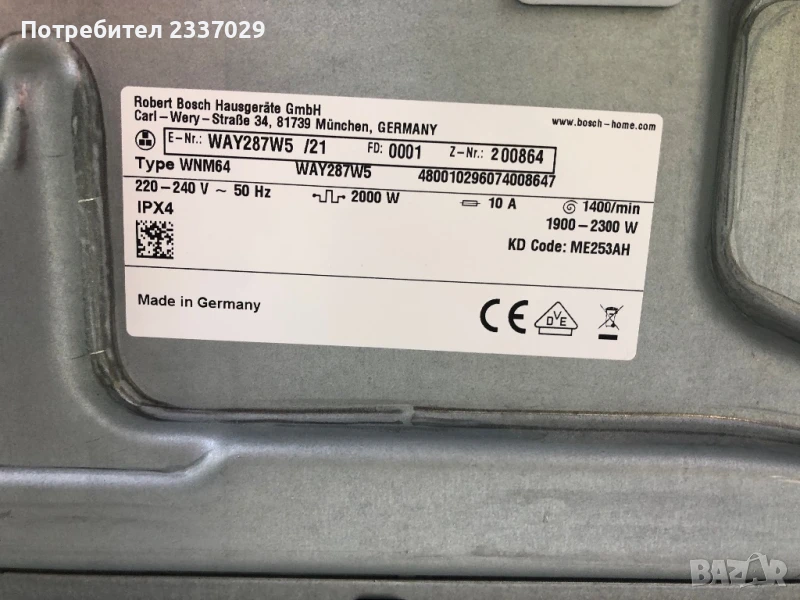 Потребител 2337029
Robert Bosch Hausgeräte GmbH
Carl-Wery-Straße 34, 81739 München, GERMANY
www.bosch-home.com
E-Nr.: WAY287W5 /21 FD: 0001 Z-Nr.: 200864
Type WNM64 WAY287W5 480010296074008647
220-240 V ~ 50 Hz 2000 W 10 A 1400/min
IPX4 1900-2300 W
KD Code: ME253AH
Made in Germany
CE DVE
BAZAR